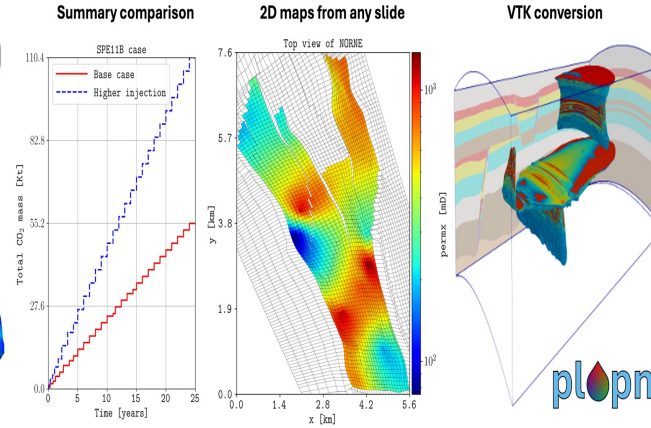 Summary comparison
2D maps from any slide
VTK conversion
SPE11B case
Base case
Higher injection
Total CO₂ mass [Kt]
110.4
82.8
55.2
27.6
0.0
0 5 10 15 20 25
Time [years]
Top view of NORNE
y [km]
7.6
5.7
3.8
1.9
0.0
0.0 1.4 2.8 4.2 5.6
x [km]
10³
10²
permx [mD]
plopm